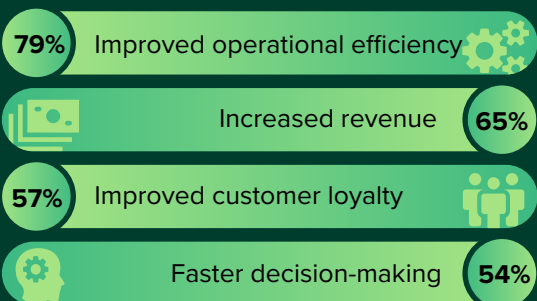 79% Improved operational efficiency
Increased revenue 65%
57% Improved customer loyalty
Faster decision-making 54%